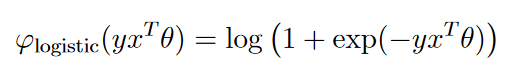 φ_logistic(yx^T θ) = log (1 + exp(−yx^T θ))